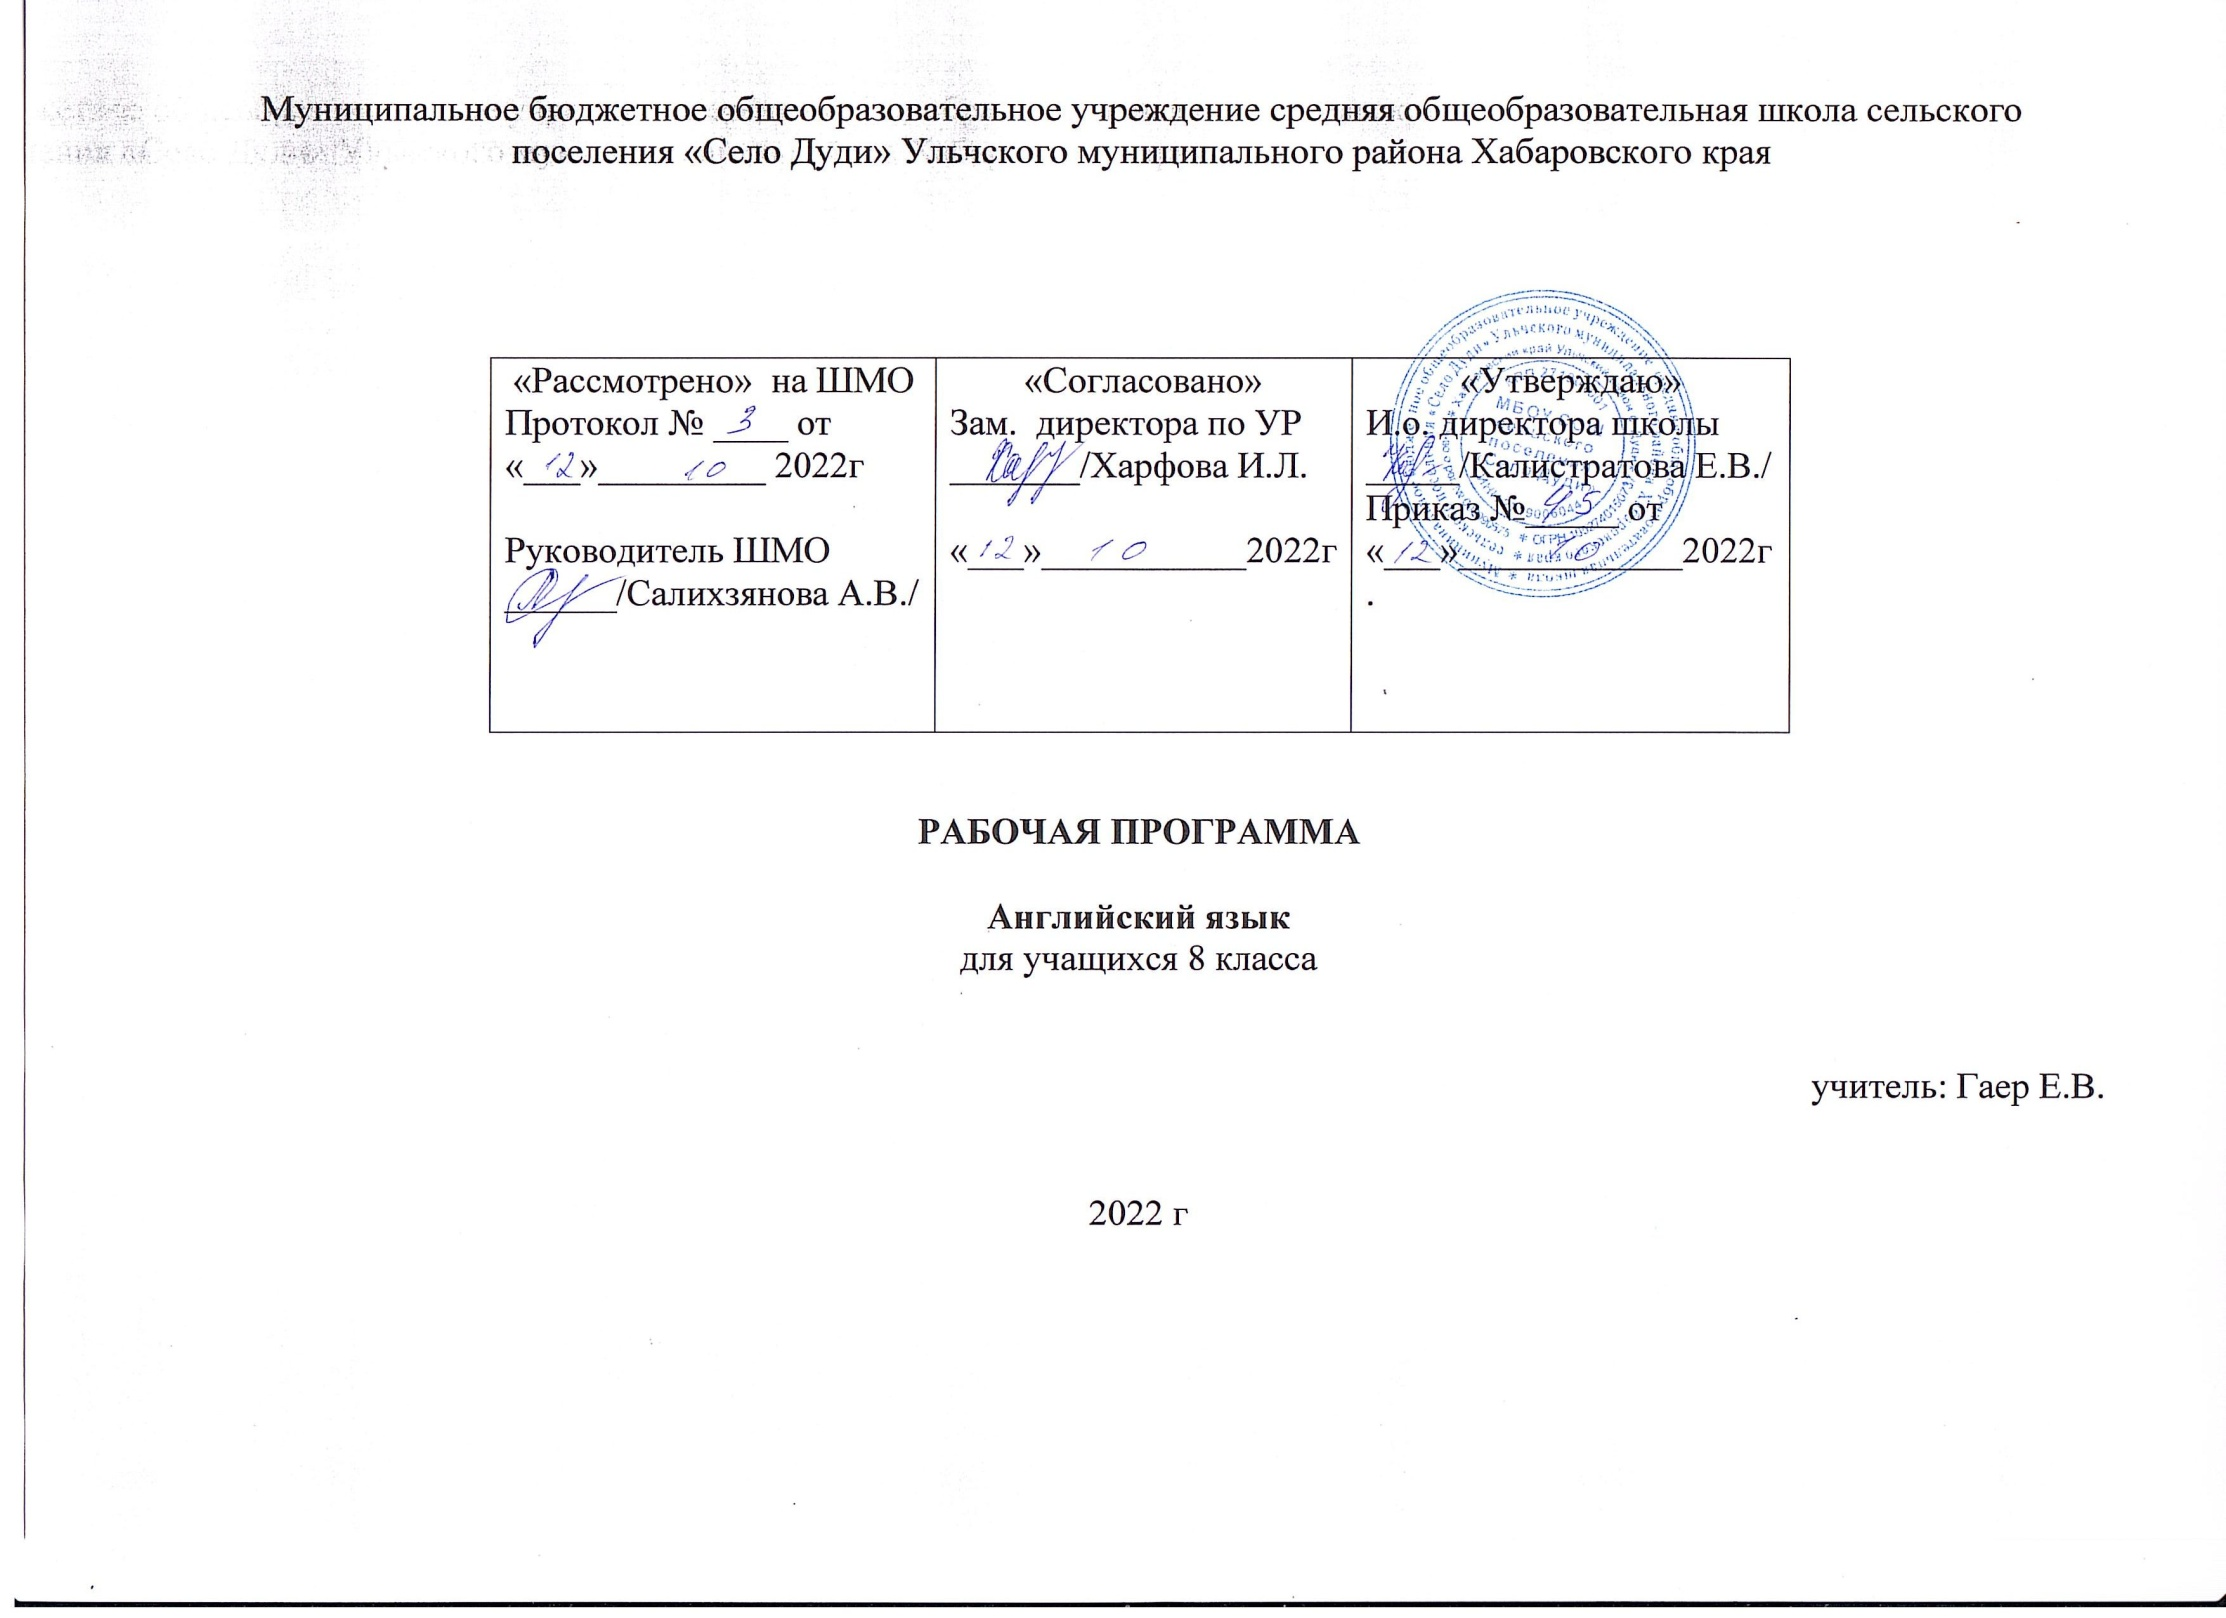 Муниципальное бюджетное общеобразовательное учреждение средняя общеобразовательная школа сельского
поселения «Село Дуди» Ульчского муниципального района Хабаровского края
«Рассмотрено» на ШМО
Протокол № 3 от
«12» 10 2022г
Руководитель ШМО
/Салихзянова А.В./
«Согласовано»
Зам. директора по УР
/Харфова И.Л.
«12» 10 2022г
«Утверждаю»
И.о. директора школы
/Калистратова Е.В./
Приказ № 95 от
«12» 10 2022г
.
РАБОЧАЯ ПРОГРАММА
Английский язык
для учащихся 8 класса
учитель: Гаер Е.В.
2022 г